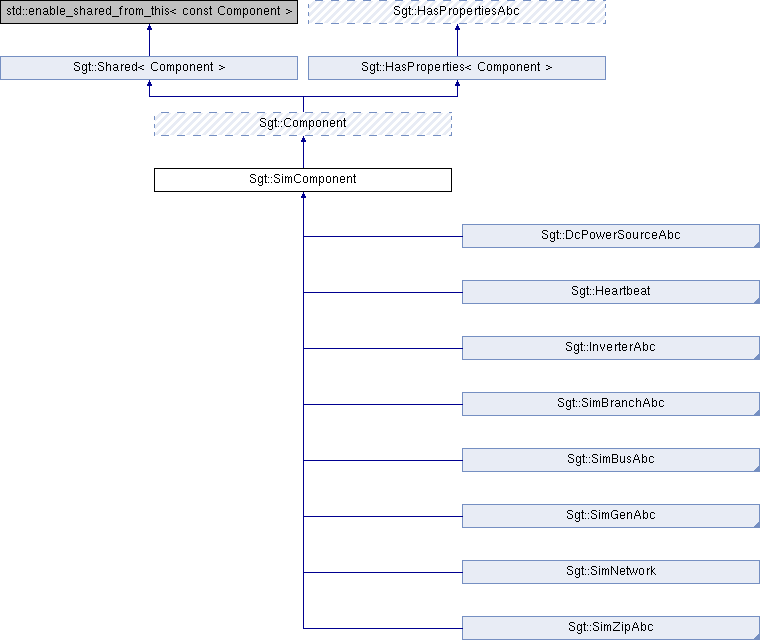 std::enable_shared_from_this< const Component >
Sgt::HasPropertiesAbc
Sgt::Shared< Component >
Sgt::HasProperties< Component >
Sgt::Component
Sgt::SimComponent
Sgt::DcPowerSourceAbc
Sgt::Heartbeat
Sgt::InverterAbc
Sgt::SimBranchAbc
Sgt::SimBusAbc
Sgt::SimGenAbc
Sgt::SimNetwork
Sgt::SimZipAbc